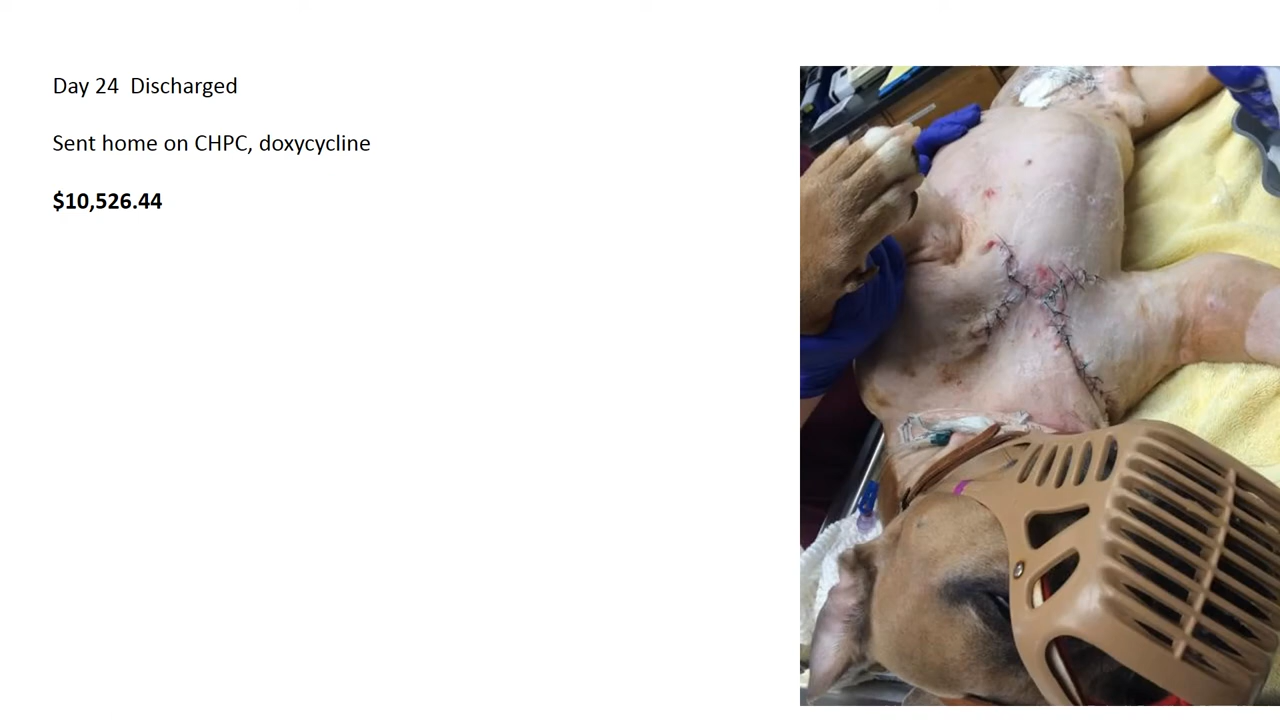 Day 24 Discharged
Sent home on CHPC, doxycycline
$10,526.44